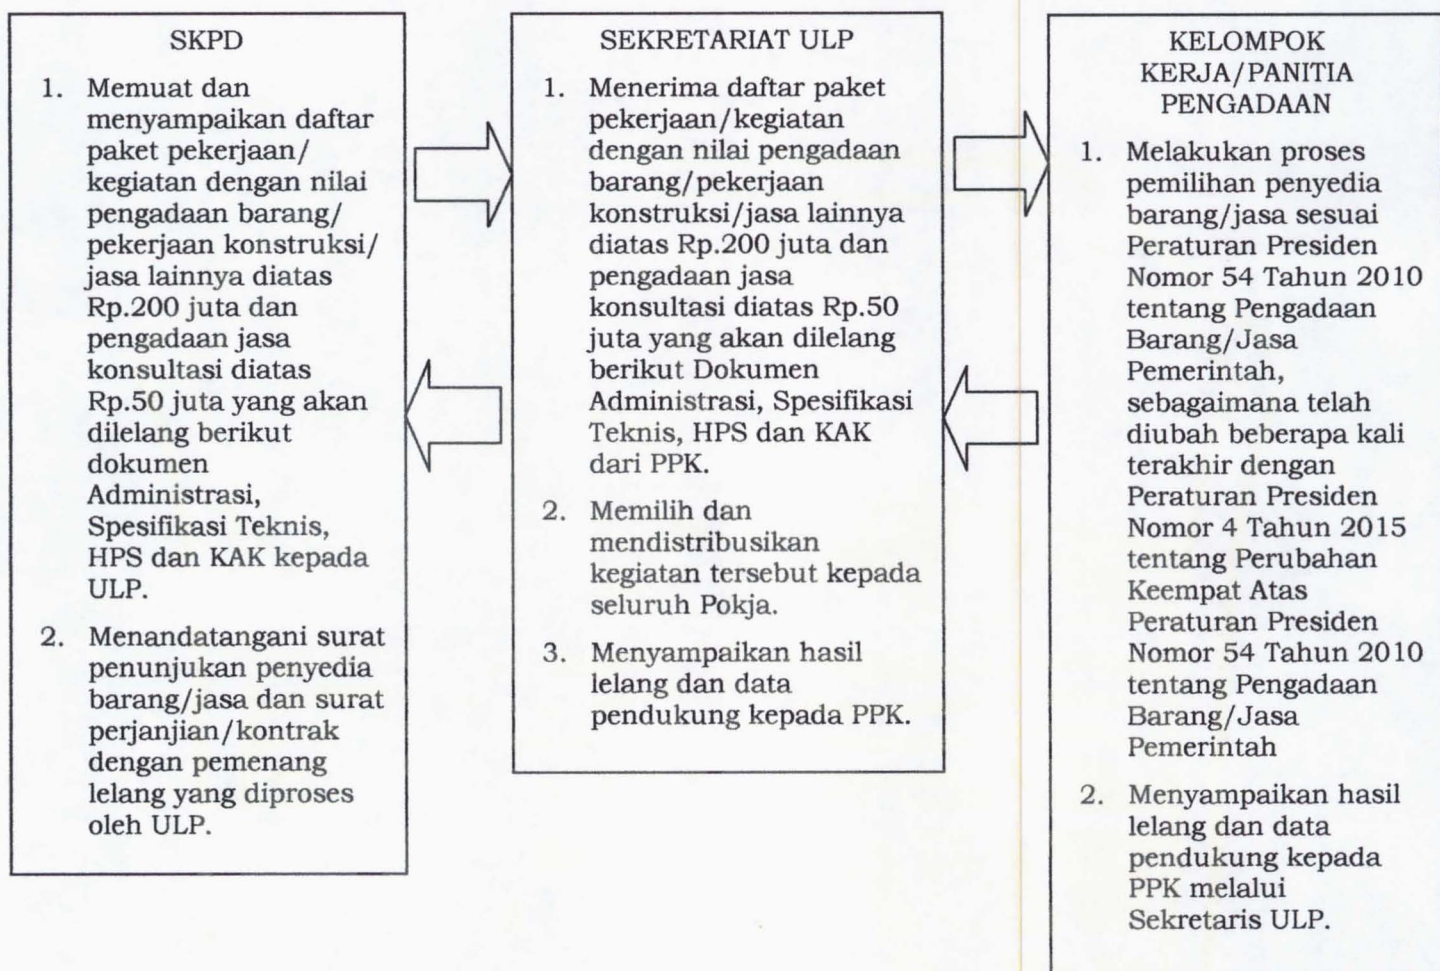 SKPD
1. Memuat dan
menyampaikan daftar
paket pekerjaan/
kegiatan dengan nilai
pengadaan barang/
pekerjaan konstruksi/
jasa lainnya diatas
Rp.200 juta dan
pengadaan jasa
konsultasi diatas
Rp.50 juta yang akan
dilelang berikut
dokumen
Administrasi,
Spesifikasi Teknis,
HPS dan KAK kepada
ULP.
2. Menandatangani surat
penunjukan penyedia
barang/jasa dan surat
perjanjian/kontrak
dengan pemenang
lelang yang diproses
oleh ULP.
SEKRETARIAT ULP
1. Menerima daftar paket
pekerjaan/kegiatan
dengan nilai pengadaan
barang/pekerjaan
konstruksi/jasa lainnya
diatas Rp.200 juta dan
pengadaan jasa
konsultasi diatas Rp.50
juta yang akan dilelang
berikut Dokumen
Administrasi, Spesifikasi
Teknis, HPS dan KAK
dari PPK.
2. Memilih dan
mendistribusikan
kegiatan tersebut kepada
seluruh Pokja.
3. Menyampaikan hasil
lelang dan data
pendukung kepada PPK.
KELOMPOK
KERJA/PANITIA
PENGADAAN
1. Melakukan proses
pemilihan penyedia
barang/jasa sesuai
Peraturan Presiden
Nomor 54 Tahun 2010
tentang Pengadaan
Barang/Jasa
Pemerintah,
sebagaimana telah
diubah beberapa kali
terakhir dengan
Peraturan Presiden
Nomor 4 Tahun 2015
tentang Perubahan
Keempat Atas
Peraturan Presiden
Nomor 54 Tahun 2010
tentang Pengadaan
Barang/Jasa
Pemerintah
2. Menyampaikan hasil
lelang dan data
pendukung kepada
PPK melalui
Sekretaris ULP.